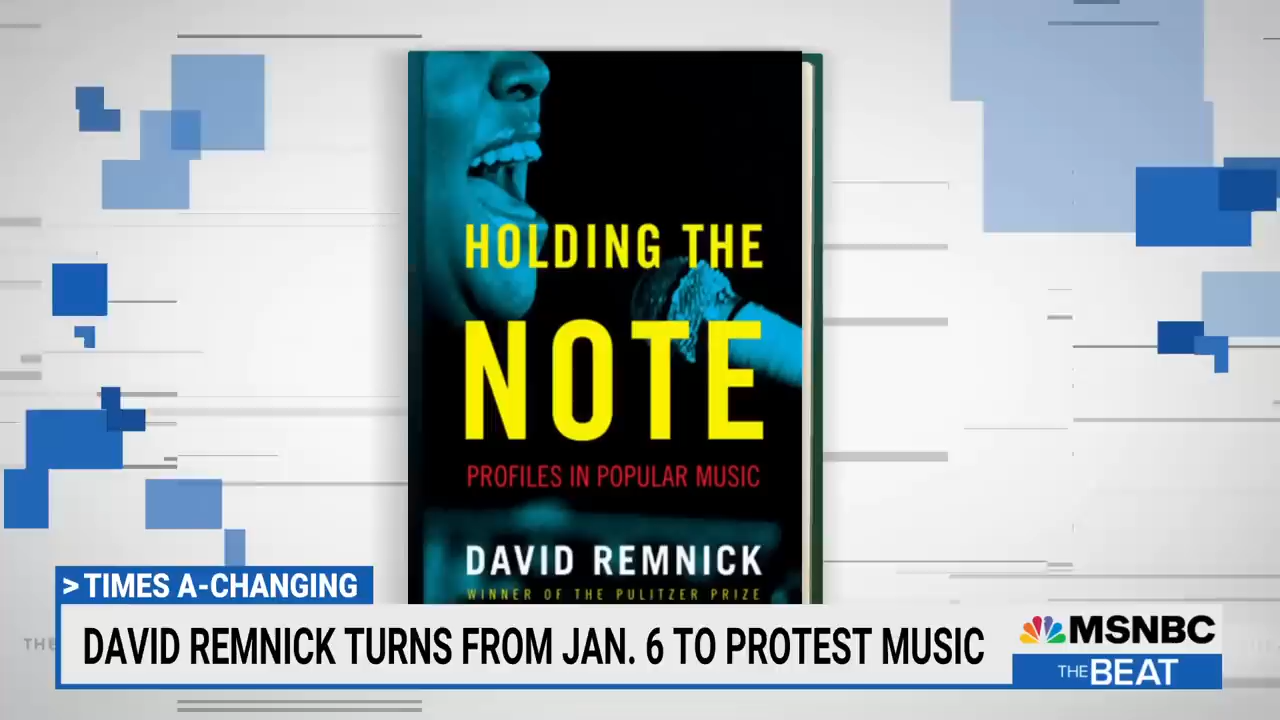 HOLDING THE
NOTE
PROFILES IN POPULAR MUSIC
DAVID REMNICK
WINNER OF THE PULITZER PRIZE
> TIMES A-CHANGING
THE
DAVID REMNICK TURNS FROM JAN. 6 TO PROTEST MUSIC
MSNBC
THE BEAT